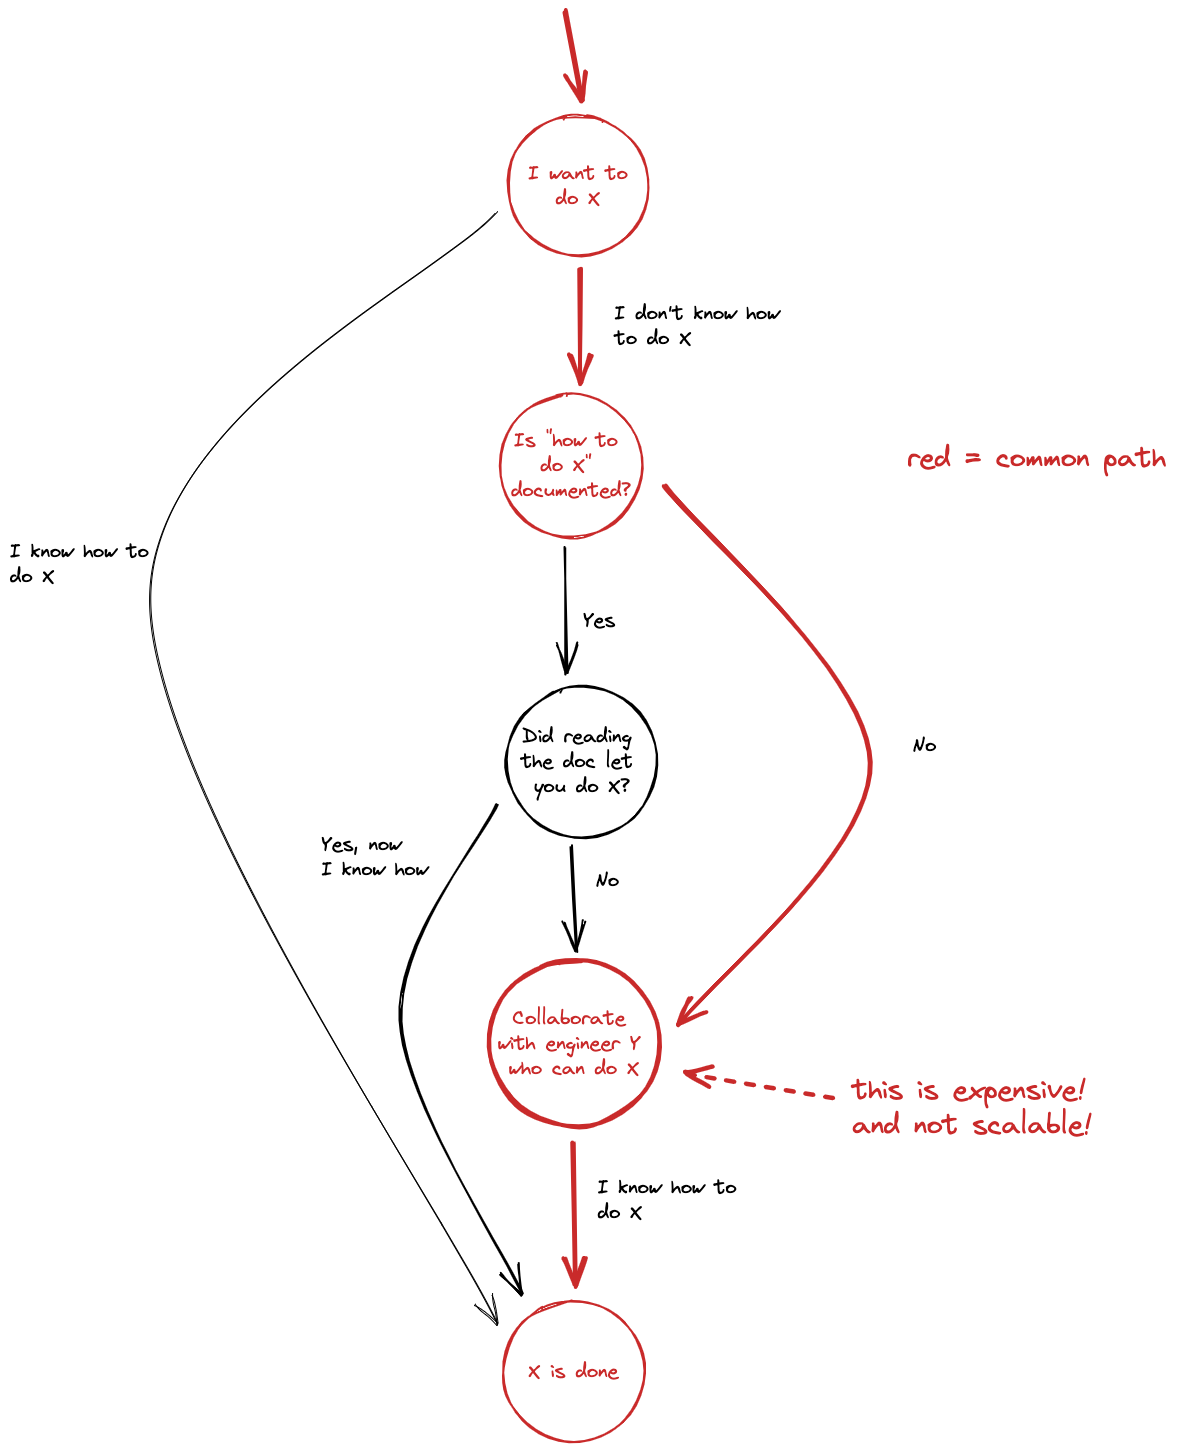 I want to
do X
I don't know how
to do X
Is "how to
do X"
documented?
red = common path
I know how to
do X
Yes
Did reading
the doc let
you do X?
No
Yes, now
I know how
No
Collaborate
with engineer Y
who can do X
this is expensive!
and not scalable!
I know how to
do X
X is done